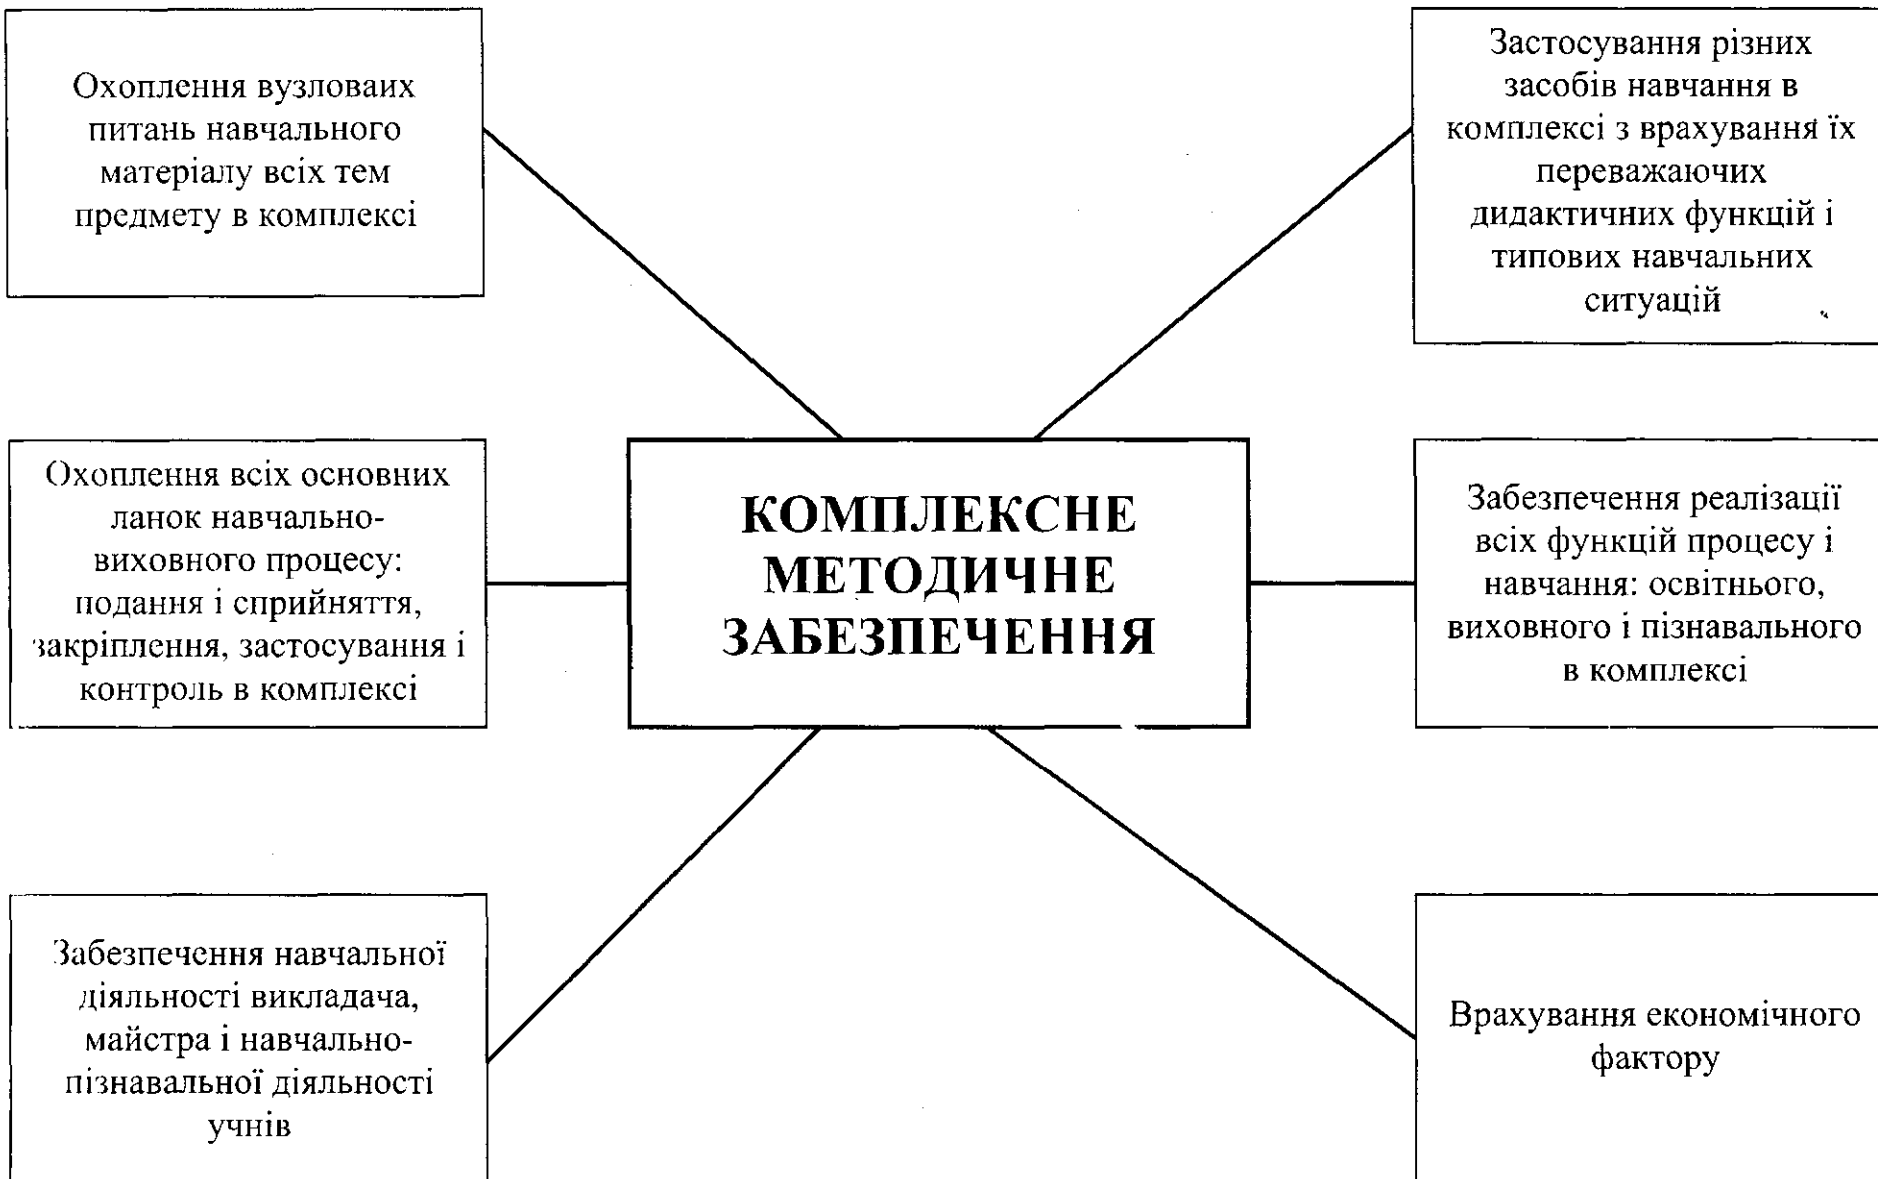 Охоплення вузловаих
питань навчального
матеріалу всіх тем
предмету в комплексі
Застосування різних
засобів навчання в
комплексі з врахування їх
переважаючих
дидактичних функцій і
типових навчальних
ситуацій
Охоплення всіх основних
ланок навчально-
виховного процесу:
подання і сприйняття,
закріплення, застосування і
контроль в комплексі
КОМПЛЕКСНЕ
МЕТОДИЧНЕ
ЗАБЕЗПЕЧЕННЯ
Забезпечення реалізації
всіх функцій процесу і
навчання: освітнього,
виховного і пізнавального
в комплексі
Забезпечення навчальної
діяльності викладача,
майстра і навчально-
пізнавальної діяльності
учнів
Врахування економічного
фактору